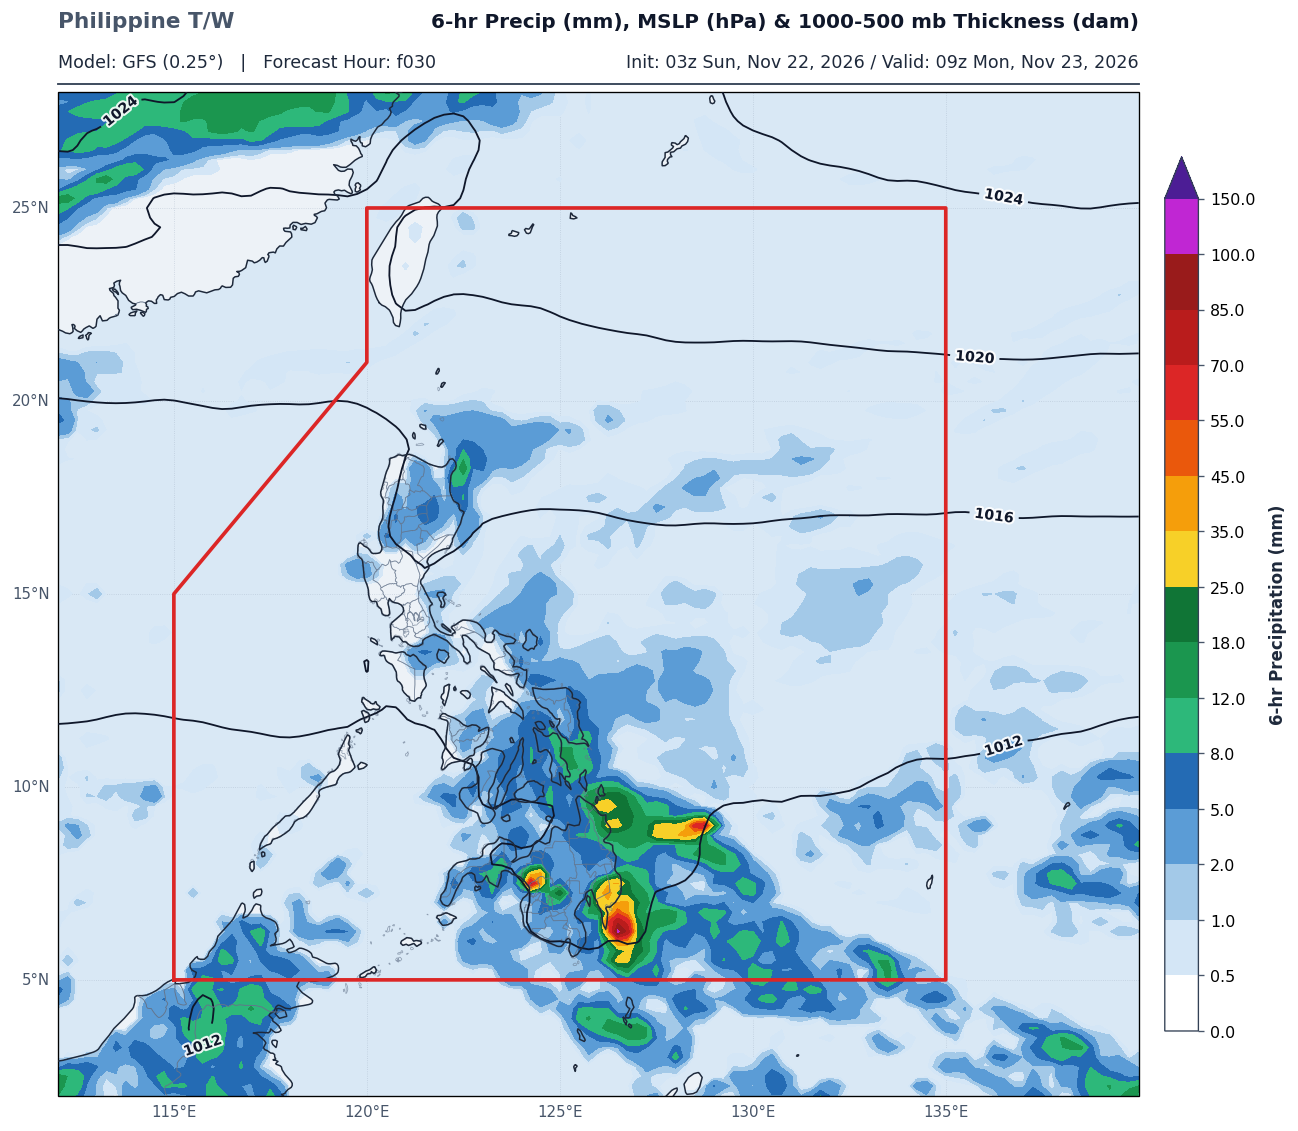 Philippine T/W
6-hr Precip (mm), MSLP (hPa) & 1000-500 mb Thickness (dam)
Model: GFS (0.25°) | Forecast Hour: f030
Init: 03z Sun, Nov 22, 2026 / Valid: 09z Mon, Nov 23, 2026
1024
1024
1020
1016
1012
1012
25°N
20°N
15°N
10°N
5°N
115°E
120°E
125°E
130°E
135°E
150.0
100.0
85.0
70.0
55.0
45.0
35.0
25.0
18.0
12.0
8.0
5.0
2.0
1.0
0.5
0.0
6-hr Precipitation (mm)